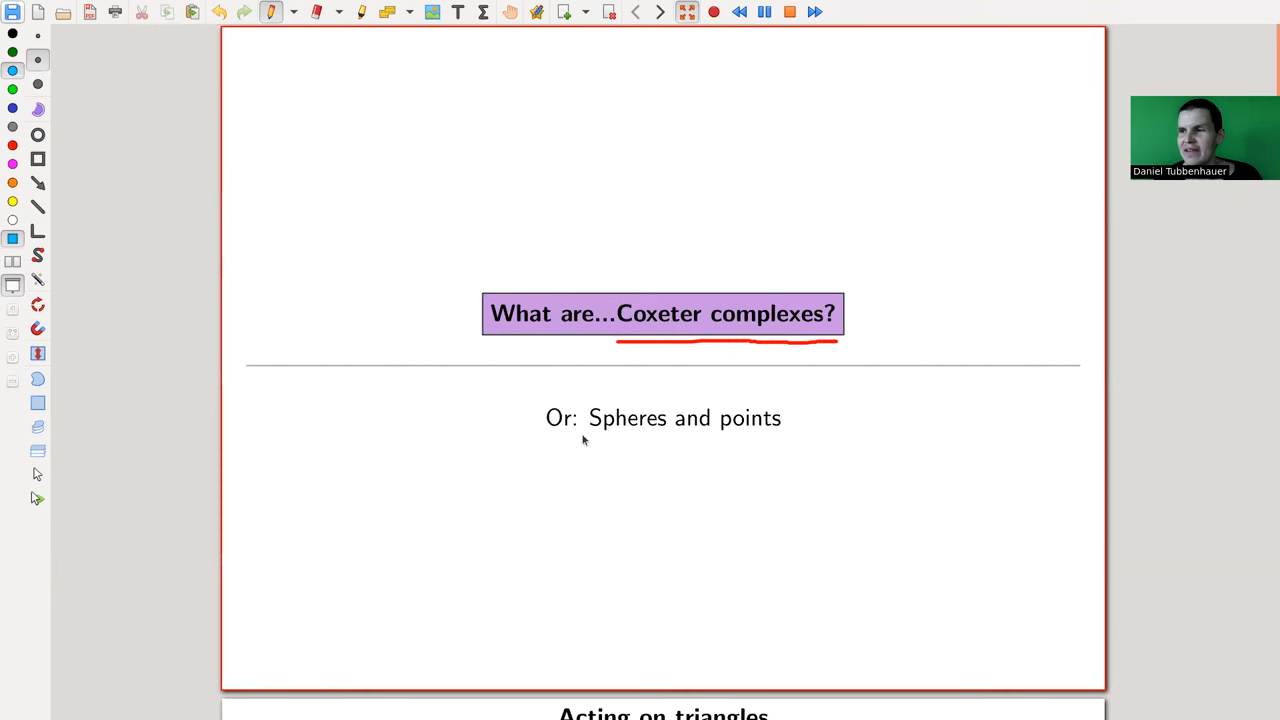 What are...Coxeter complexes?
Or: Spheres and points
Acting on triangles
Daniel Tubbenhauer